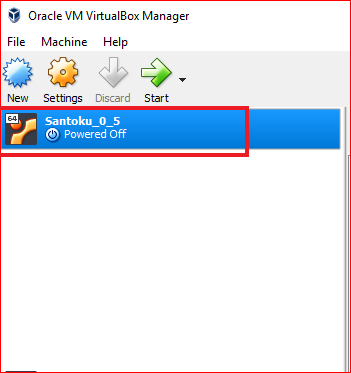 Oracle VM VirtualBox Manager
File Machine Help
New Settings Discard Start
64 Santoku_0_5
Powered Off